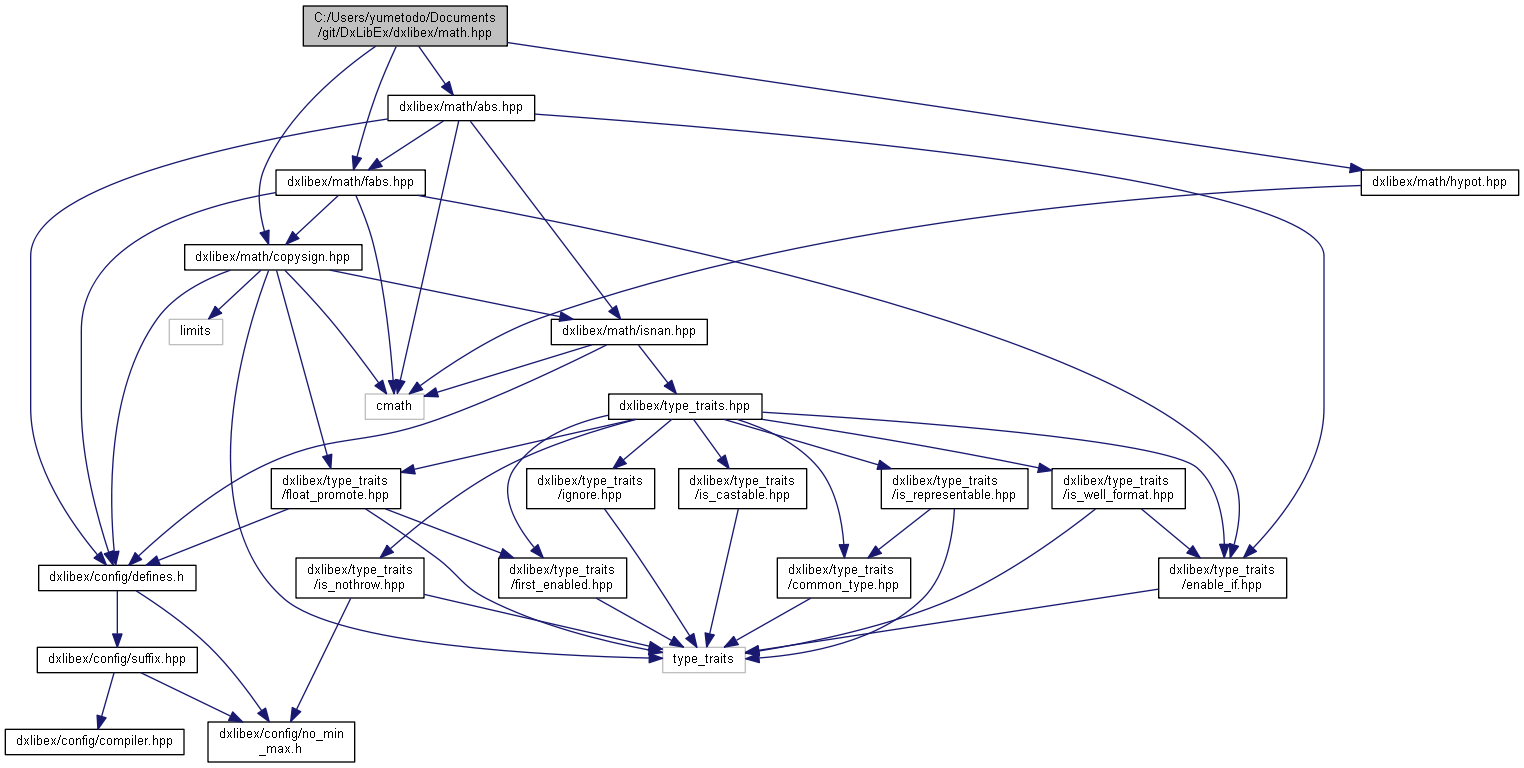 C:/Users/yumetodo/Documents
/git/DxLibEx/dxlibex/math.hpp
dxlibex/math/abs.hpp
dxlibex/math/fabs.hpp
dxlibex/math/hypot.hpp
dxlibex/math/copysign.hpp
limits
dxlibex/math/isnan.hpp
cmath
dxlibex/type_traits.hpp
dxlibex/type_traits
/float_promote.hpp
dxlibex/type_traits
/ignore.hpp
dxlibex/type_traits
/is_castable.hpp
dxlibex/type_traits
/is_representable.hpp
dxlibex/type_traits
/is_well_format.hpp
dxlibex/config/defines.h
dxlibex/type_traits
/is_nothrow.hpp
dxlibex/type_traits
/first_enabled.hpp
dxlibex/type_traits
/common_type.hpp
dxlibex/type_traits
/enable_if.hpp
dxlibex/config/suffix.hpp
type_traits
dxlibex/config/compiler.hpp
dxlibex/config/no_min
_max.h